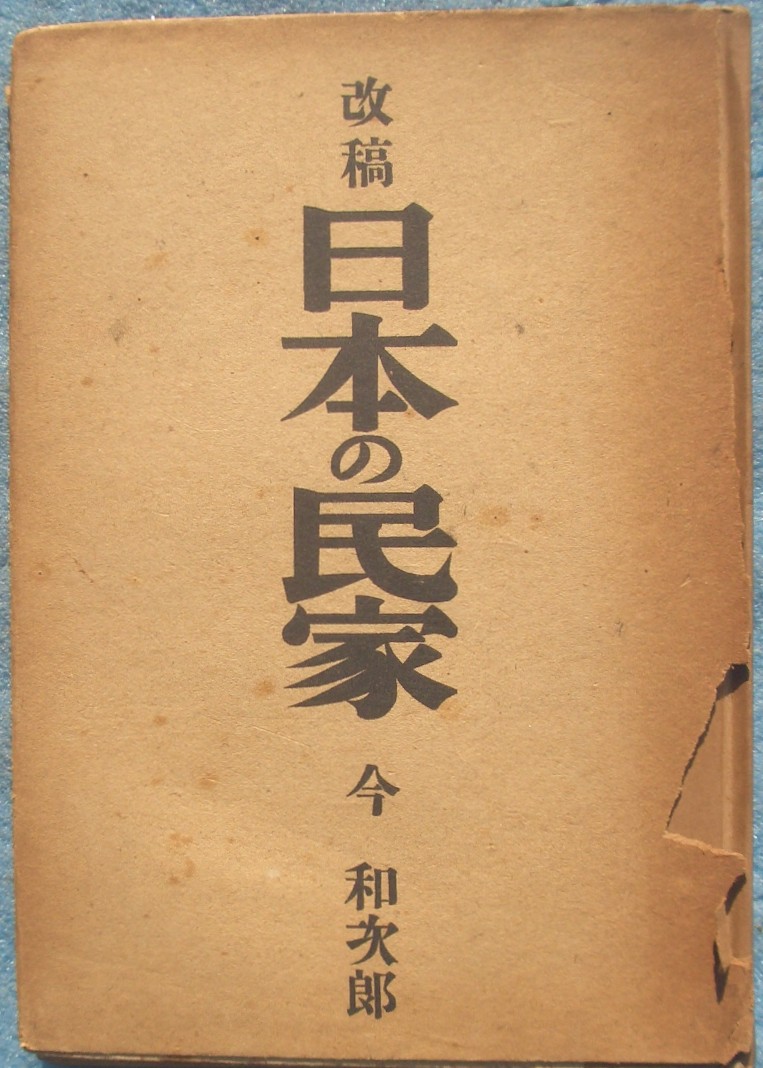 改稿
日本の民家
今 和次郎